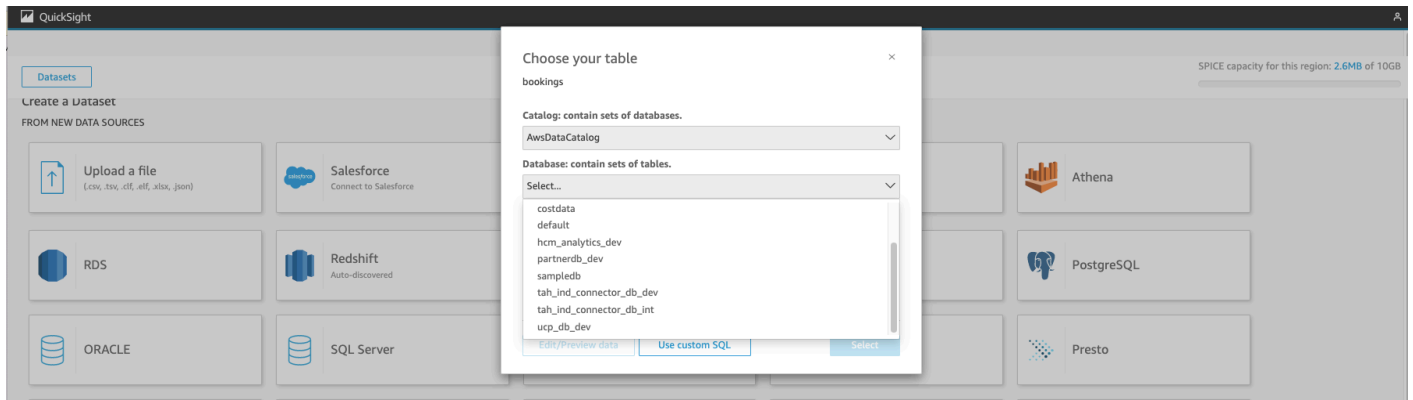 QuickSight
Datasets
SPICE capacity for this region: 2.6MB of 10GB
Create a Dataset
FROM NEW DATA SOURCES
Upload a file
(.csv, .tsv, .clf, .elf, .xlsx, .json)
salesforce
Salesforce
Connect to Salesforce
Athena
RDS
Redshift
Auto-discovered
PostgreSQL
ORACLE
SQL Server
Presto
Choose your table
bookings
Catalog: contain sets of databases.
AwsDataCatalog
Database: contain sets of tables.
Select...
costdata
default
hcm_analytics_dev
partnerdb_dev
sampledb
tah_ind_connector_db_dev
tah_ind_connector_db_int
ucp_db_dev
Edit/Preview data
Use custom SQL
Select